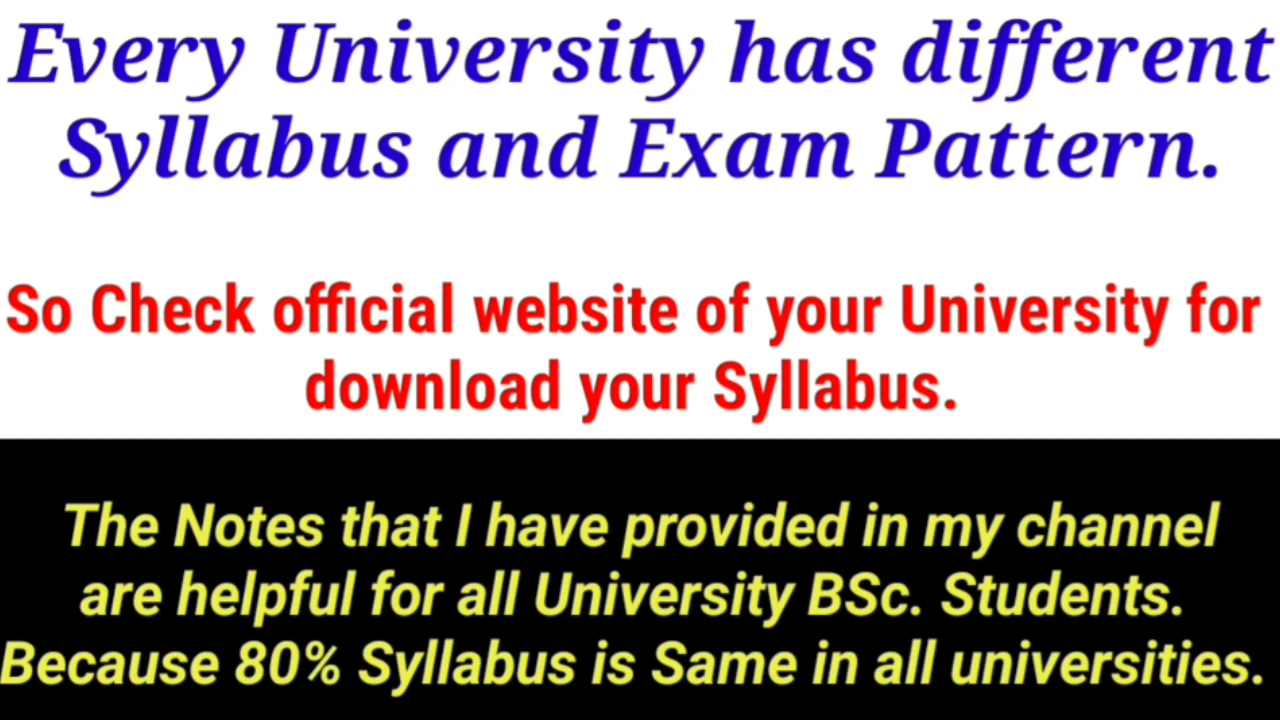 Every University has different
Syllabus and Exam Pattern.
So Check official website of your University for
download your Syllabus.
The Notes that I have provided in my channel
are helpful for all University BSc. Students.
Because 80% Syllabus is Same in all universities.